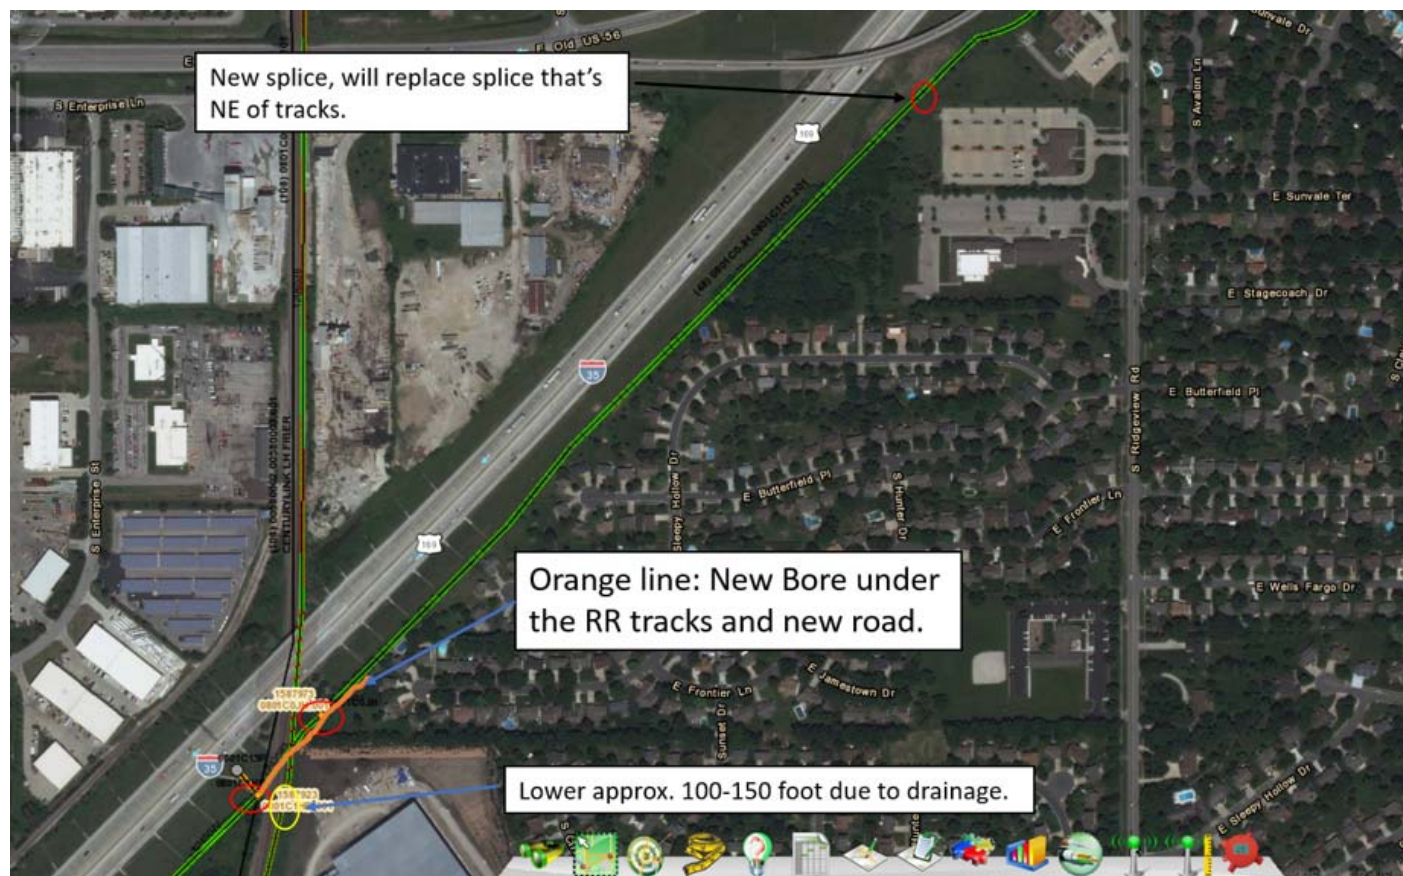 E Old US-56
New splice, will replace splice that's
NE of tracks.
S Enterprise Ln
S Avalon Ln
169
E Sunvale Ter
E Stagecoach Dr
35
E Butterfield Pl
S Ridgeview Rd
CENTURYLINK LH FIBER
S Enterprise St
Sleepy Hollow Dr
E Butterfield Pl
S Hunter Dr
E Frontier Ln
169
Orange line: New Bore under
the RR tracks and new road.
E Wells Fargo Dr
E Frontier Ln
E Jamestown Dr
Sunset Dr
1587973
35
1587923
Lower approx. 100-150 foot due to drainage.
E Sleepy Hollow Dr